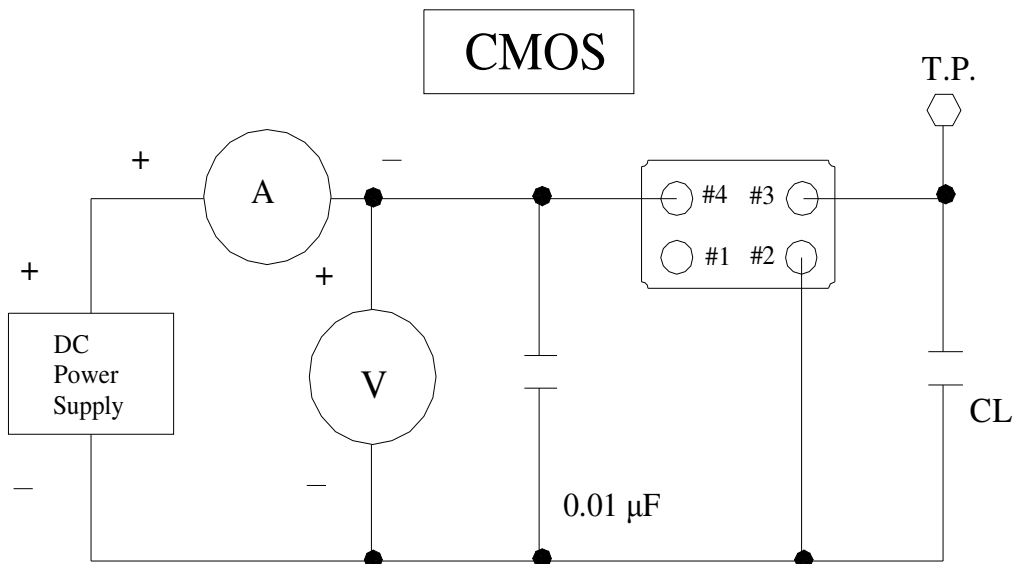 CMOS
T.P.
+
−
A
#4 #3
+
+
#1 #2
DC
Power
Supply
V
CL
−
−
0.01 µF